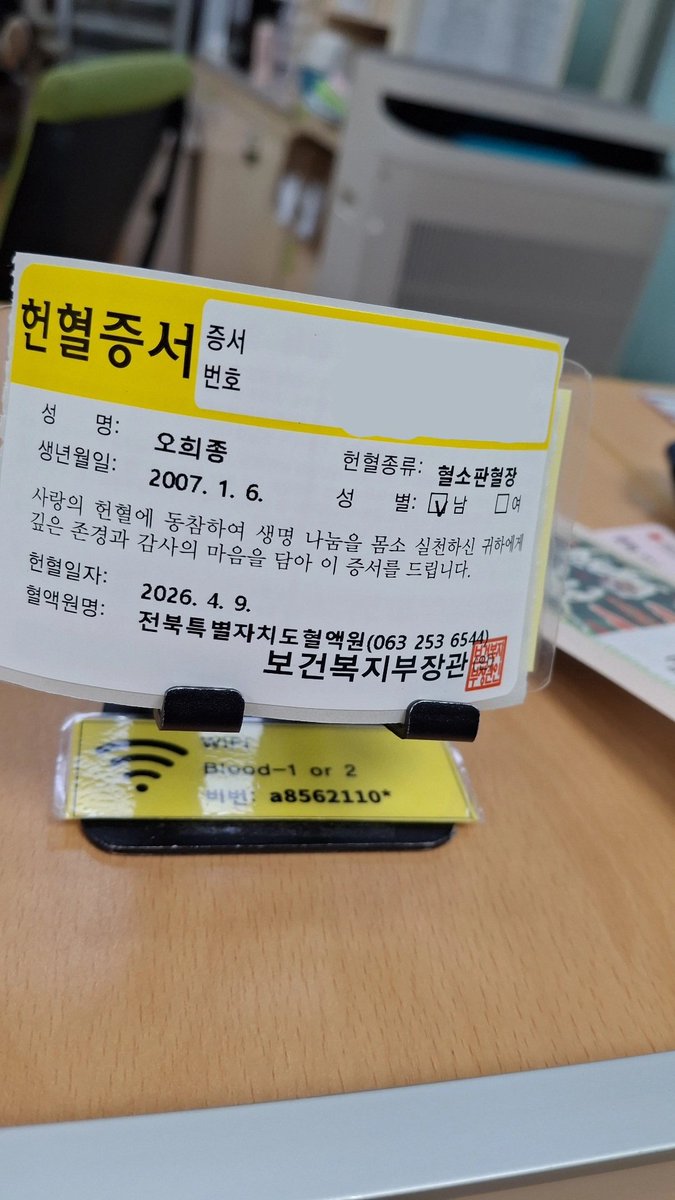 헌혈증서
증서
번호
성 명: 오희종
헌혈종류: 혈소판혈장
생년월일: 2007. 1. 6.
성 별: 남 여
사랑의 헌혈에 동참하여 생명 나눔을 몸소 실천하신 귀하에게
깊은 존경과 감사의 마음을 담아 이 증서를 드립니다.
헌혈일자: 2026. 4. 9.
혈액원명: 전북특별자치도혈액원(063 253 6544)
보건복지부장관
WIFI
Blood-1 or 2
비번: a8562110*